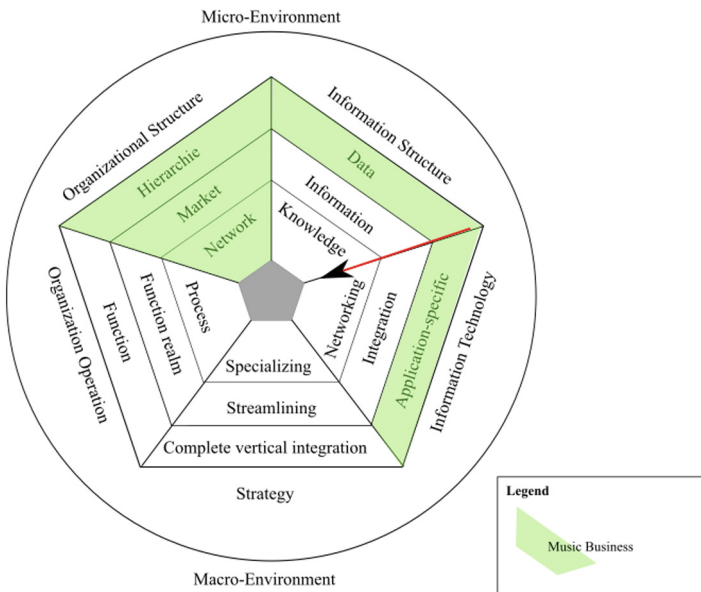 Micro-Environment
Organizational Structure
Hierarchie
Market
Network
Information Structure
Data
Information
Knowledge
Organization Operation
Function
Function realm
Process
Networking
Integration
Application-specific
Information Technology
Specializing
Streamlining
Complete vertical integration
Strategy
Macro-Environment
Legend
Music Business